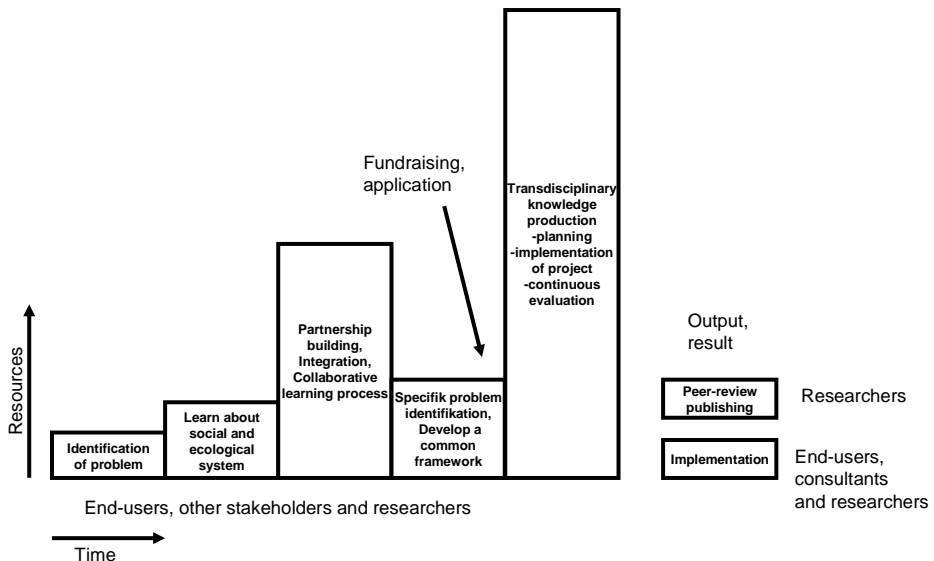 Fundraising,
application
Transdisciplinary
knowledge
production
-planning
-implementation
of project
-continuous
evaluation
Partnership
building,
Integration,
Collaborative
learning process
Specifik problem
identifikation,
Develop a
common
framework
Learn about
social and
ecological
system
Identification
of problem
Resources
End-users, other stakeholders and researchers
Time
Output,
result
Peer-review
publishing
Researchers
Implementation
End-users,
consultants
and researchers